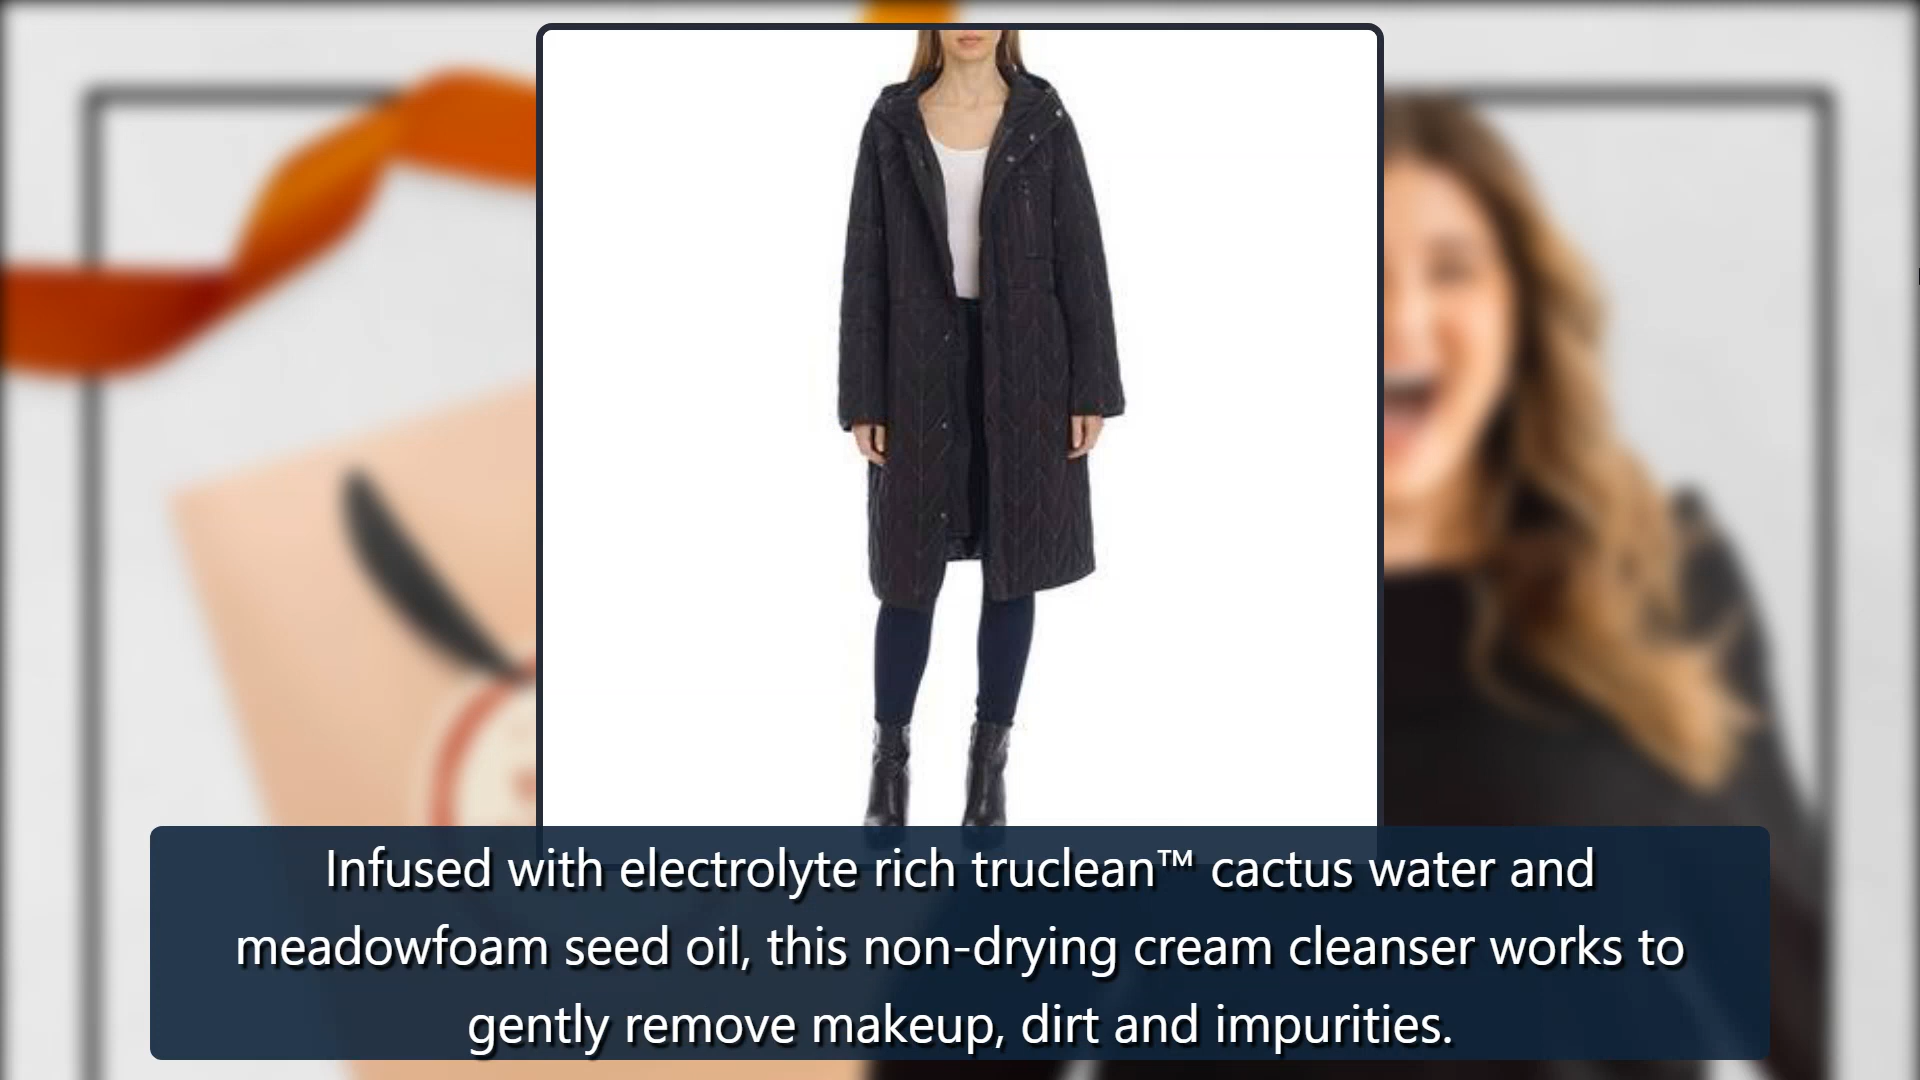 Infused with electrolyte rich truclean™ cactus water and
meadowfoam seed oil, this non-drying cream cleanser works to
gently remove makeup, dirt and impurities.